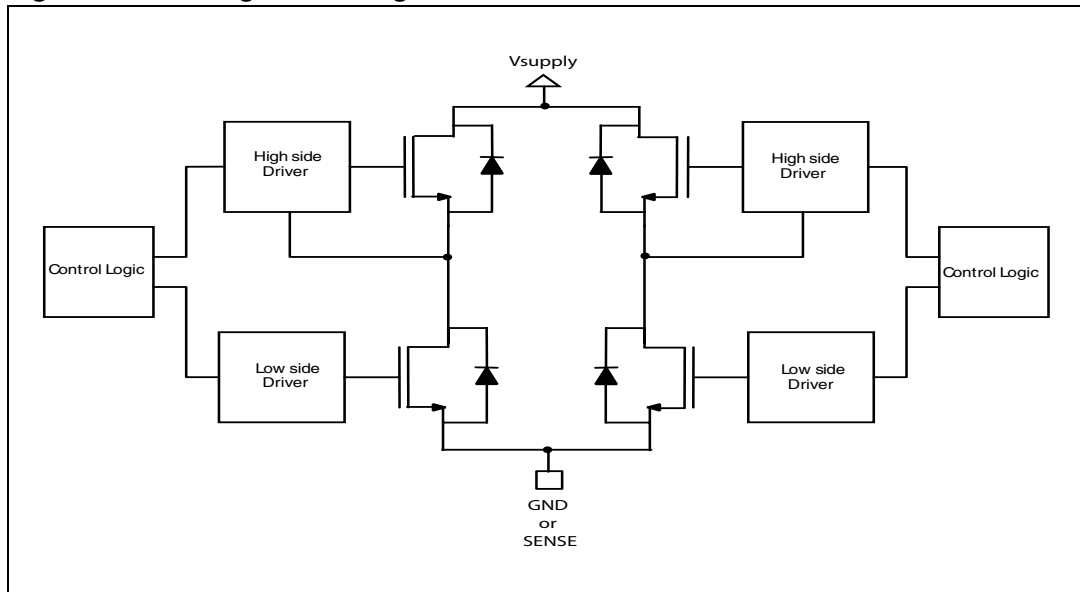 Vsupply
High side
Driver
High side
Driver
Control Logic
Control Logic
Low side
Driver
Low side
Driver
GND
or
SENSE